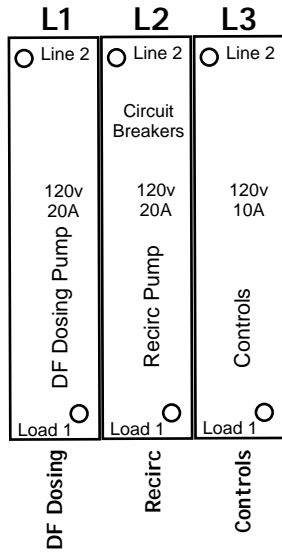 L1 L2 L3
Line 2 Line 2 Line 2
Circuit
Breakers
120v 120v 120v
20A 20A 10A
DF Dosing Pump
Recirc Pump
Controls
Load 1 Load 1 Load 1
DF Dosing
Recirc
Controls